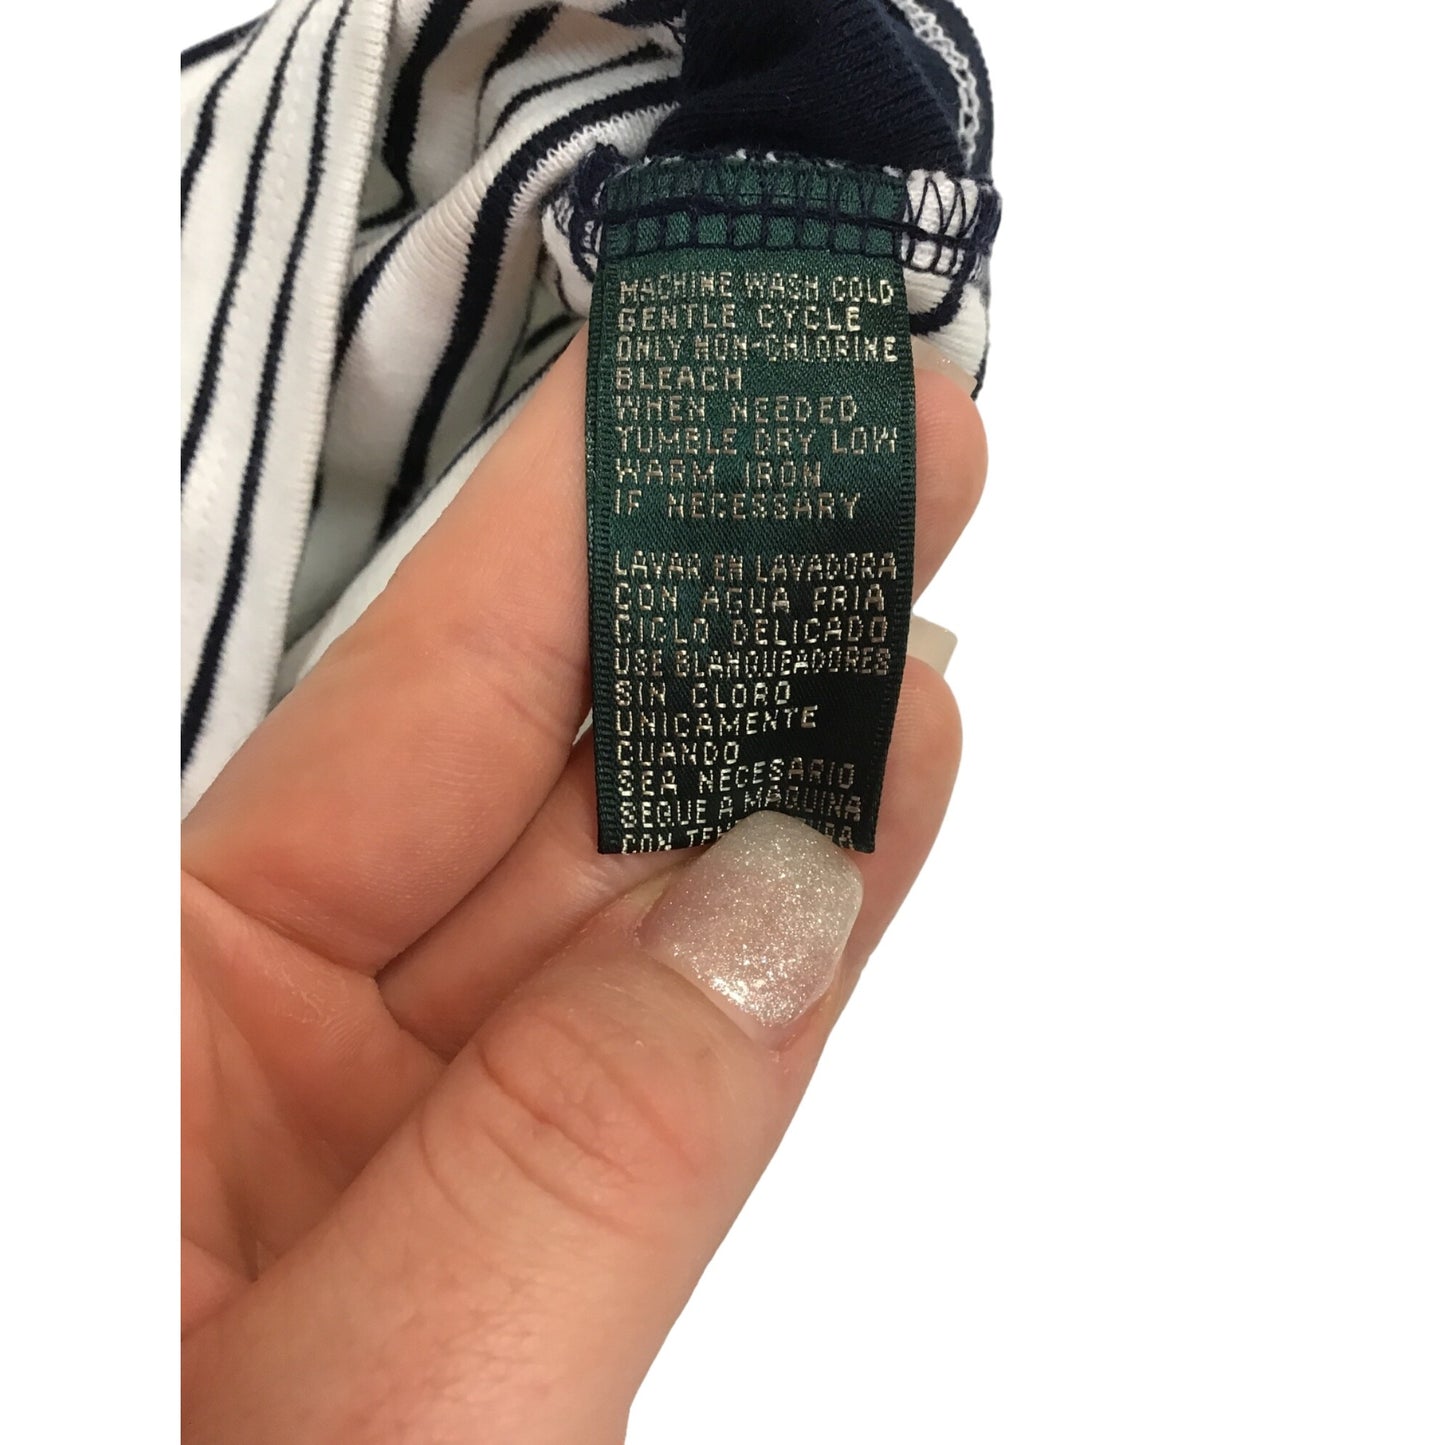 MACHINE WASH COLD
GENTLE CYCLE
ONLY NON-CHLORINE
BLEACH
WHEN NEEDED
TUMBLE DRY LOW
WARM IRON
IF NECESSARY
LAVAR EN LAVADORA
CON AGUA FRIA
CICLO DELICADO
USE BLANQUEADORES
SIN CLORO
UNICAMENTE
CUANDO
SEA NECESARIO
SEQUE A MAQUINA
CON